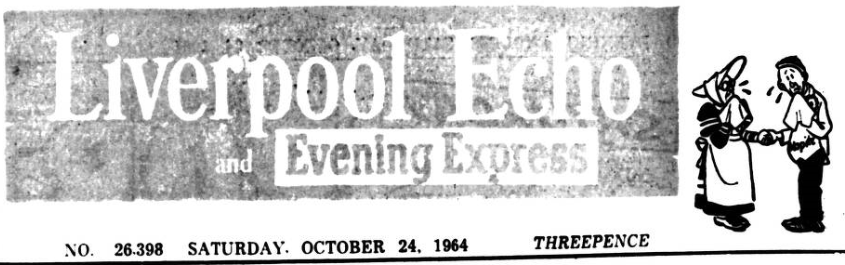 Liverpool Echo
and Evening Express
NO. 26.398 SATURDAY. OCTOBER 24, 1964 THREEPENCE